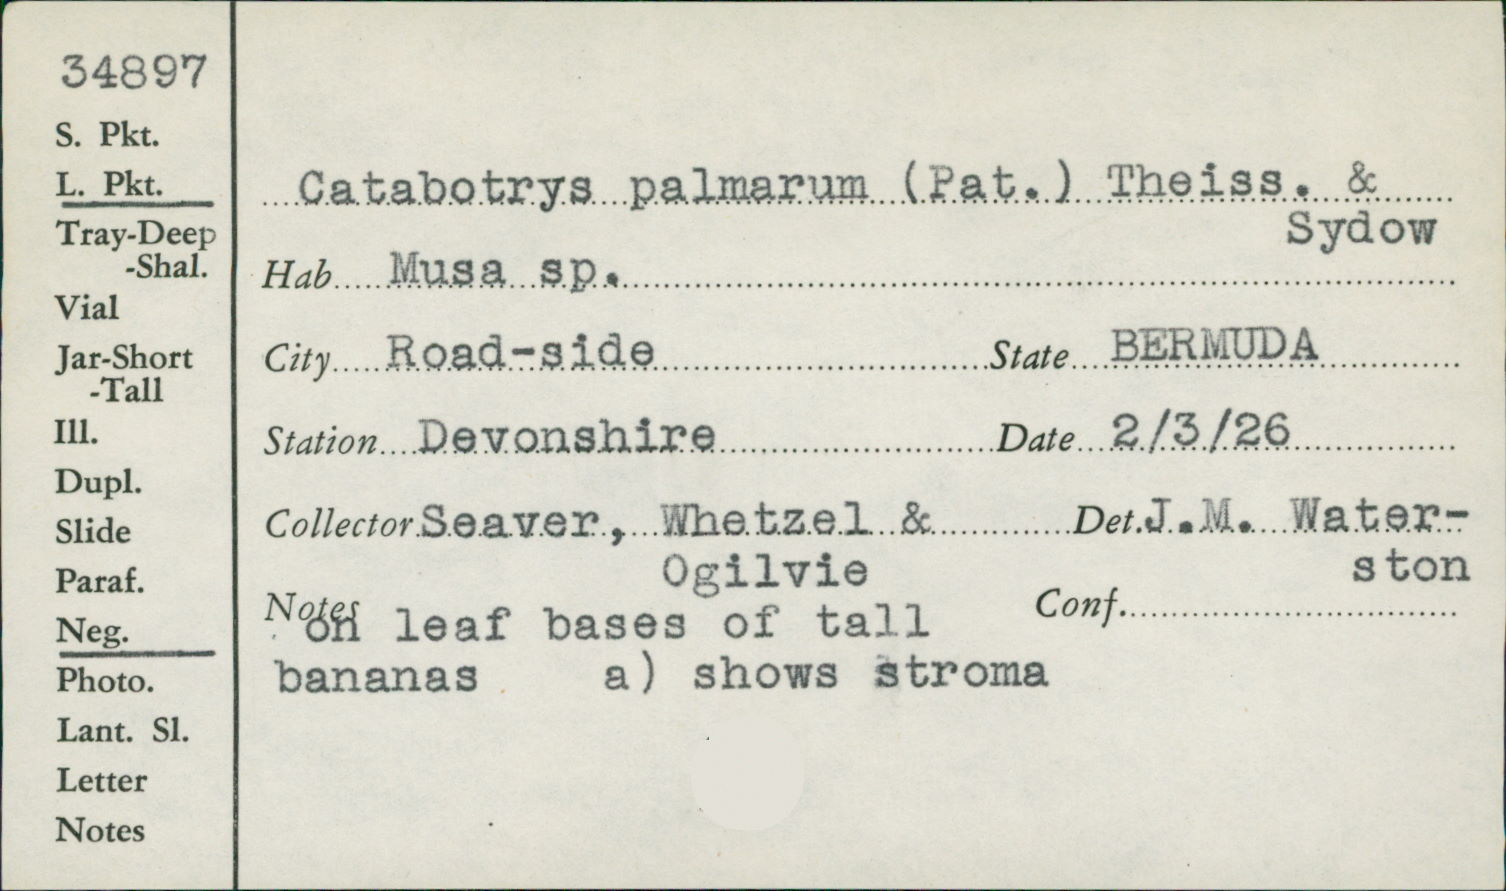 34897
S. Pkt.
L. Pkt.
Tray-Deep
-Shal.
Vial
Jar-Short
-Tall
Ill.
Dupl.
Slide
Paraf.
Neg.
Photo.
Lant. Sl.
Letter
Notes
Catabotrys palmarum (Pat.) Theiss. &
Sydow
Hab Musa sp.
City Road-side State BERMUDA
Station Devonshire Date 2/3/26
Collector Seaver, Whetzel & Det. J.M. Water-
Ogilvie ston
Notes Conf.
on leaf bases of tall
bananas a) shows stroma